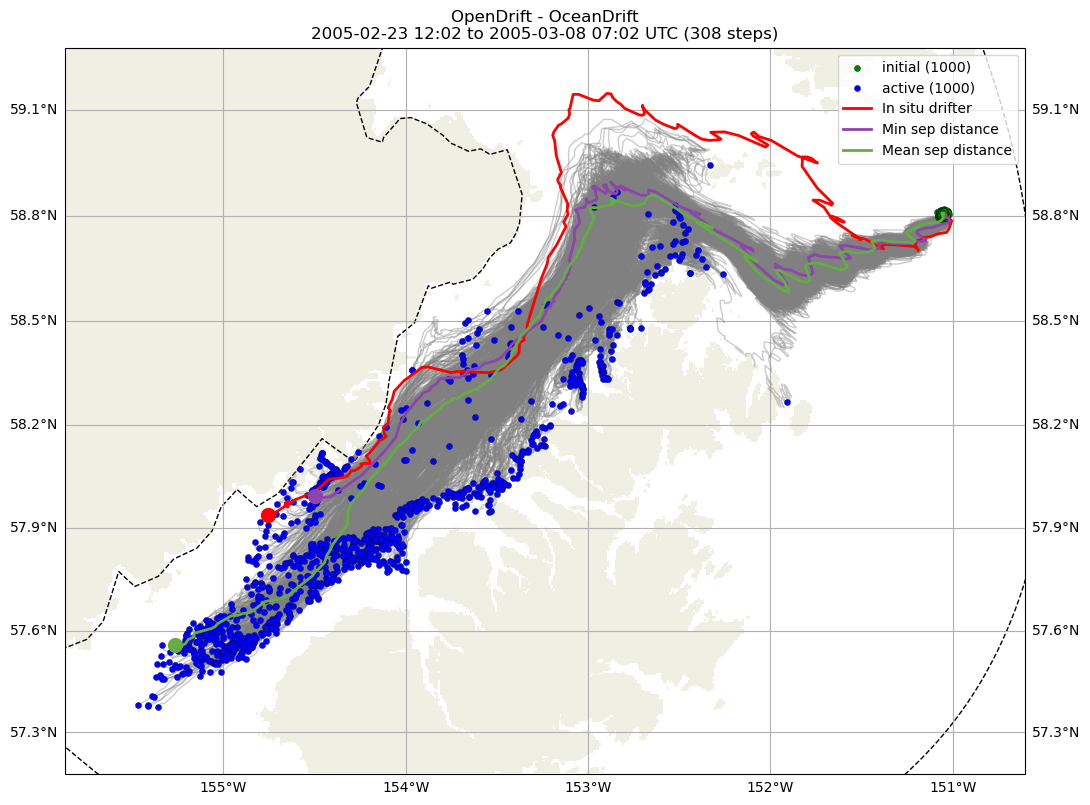 OpenDrift - OceanDrift
2005-02-23 12:02 to 2005-03-08 07:02 UTC (308 steps)
initial (1000)
active (1000)
In situ drifter
Min sep distance
Mean sep distance
59.1°N
58.8°N
58.5°N
58.2°N
57.9°N
57.6°N
57.3°N
59.1°N
58.8°N
58.5°N
58.2°N
57.9°N
57.6°N
57.3°N
155°W
154°W
153°W
152°W
151°W